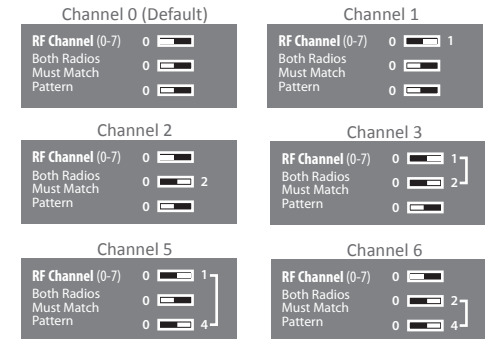 Channel 0 (Default)
RF Channel (0-7) 0
Both Radios
Must Match 0
Pattern 0
Channel 1
RF Channel (0-7) 0 1
Both Radios
Must Match 0
Pattern 0
Channel 2
RF Channel (0-7) 0
Both Radios
Must Match 0 2
Pattern 0
Channel 3
RF Channel (0-7) 0 1
Both Radios
Must Match 0 2
Pattern 0
Channel 5
RF Channel (0-7) 0 1
Both Radios
Must Match 0
Pattern 0 4
Channel 6
RF Channel (0-7) 0
Both Radios
Must Match 0 2
Pattern 0 4